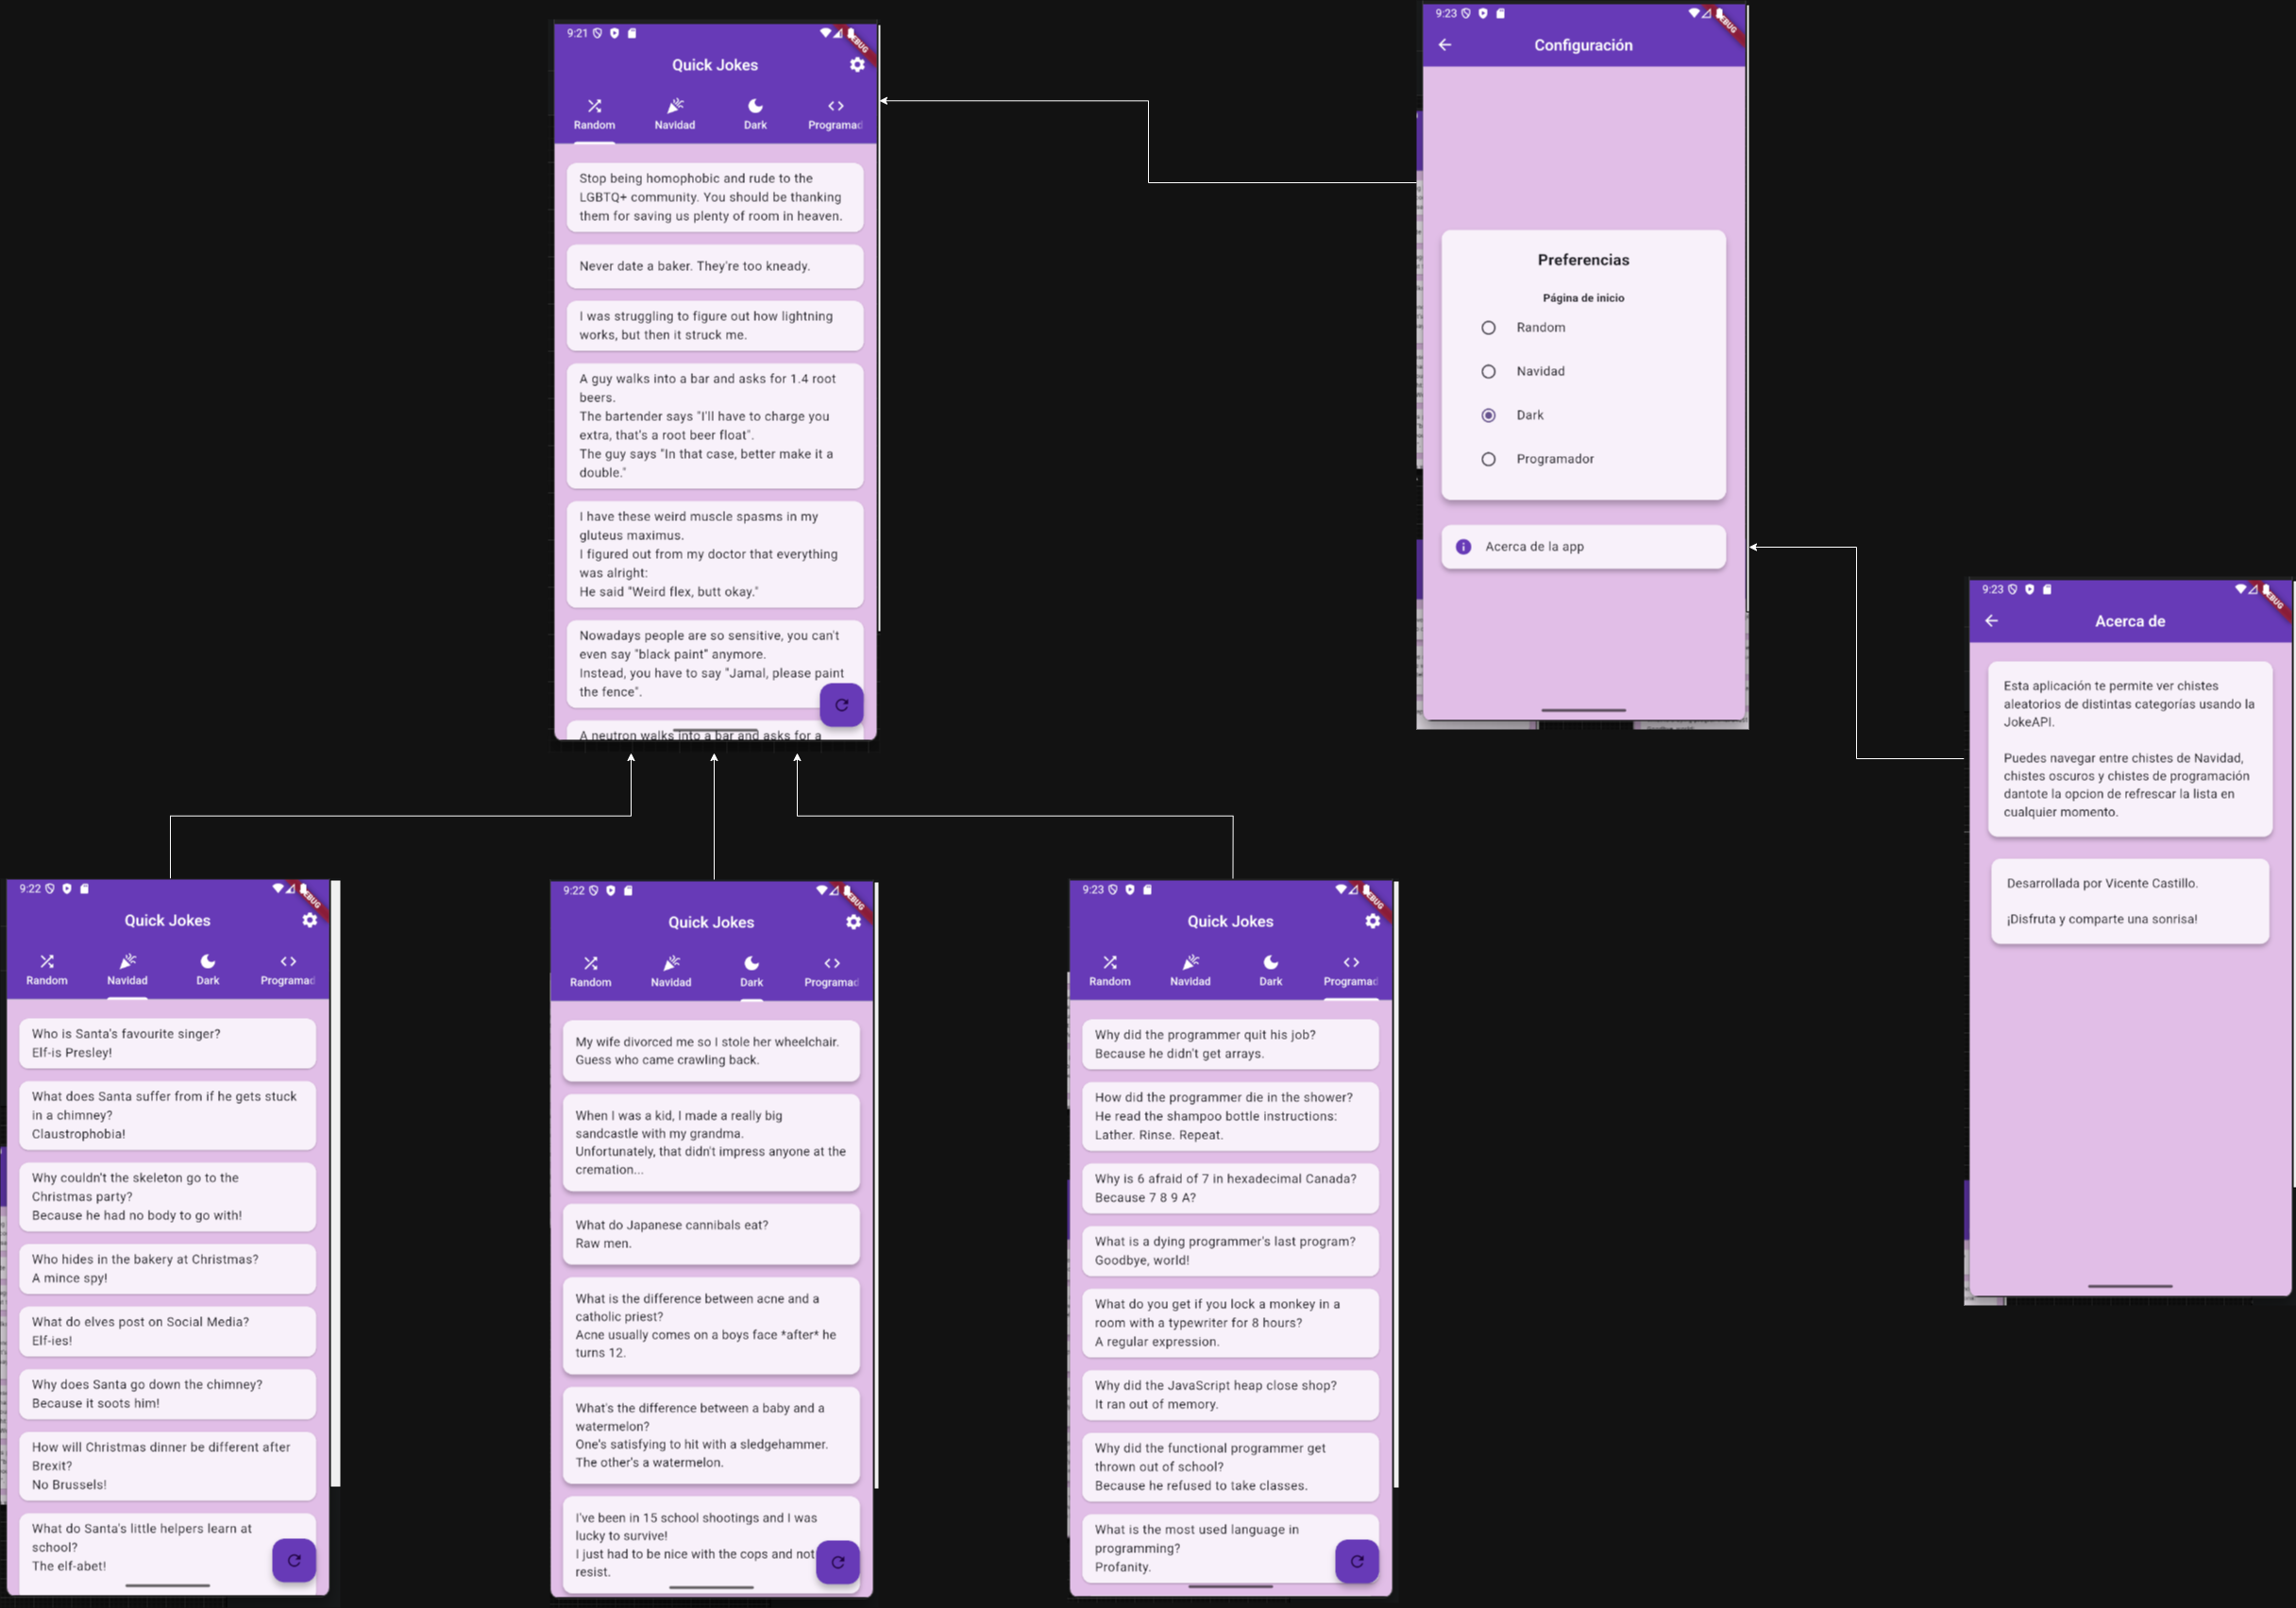 9:21
DEBUG
Quick Jokes
Random
Navidad
Dark
Programad
Stop being homophobic and rude to the
LGBTQ+ community. You should be thanking
them for saving us plenty of room in heaven.
Never date a baker. They're too kneady.
I was struggling to figure out how lightning
works, but then it struck me.
A guy walks into a bar and asks for 1.4 root
beers.
The bartender says "I'll have to charge you
extra, that's a root beer float".
The guy says "In that case, better make it a
double."
I have these weird muscle spasms in my
gluteus maximus.
I figured out from my doctor that everything
was alright:
He said "Weird flex, butt okay."
Nowadays people are so sensitive, you can't
even say "black paint" anymore.
Instead, you have to say "Jamal, please paint
the fence".
A neutron walks into a bar and asks for a
9:23
DEBUG
Configuración
Preferencias
Página de inicio
Random
Navidad
Dark
Programador
Acerca de la app
9:23
DEBUG
Acerca de
Esta aplicación te permite ver chistes
aleatorios de distintas categorías usando la
JokeAPI.
Puedes navegar entre chistes de Navidad,
chistes oscuros y chistes de programación
dantote la opcion de refrescar la lista en
cualquier momento.
Desarrollada por Vicente Castillo.
¡Disfruta y comparte una sonrisa!
9:22
DEBUG
Quick Jokes
Random
Navidad
Dark
Programad
Who is Santa's favourite singer?
Elf-is Presley!
What does Santa suffer from if he gets stuck
in a chimney?
Claustrophobia!
Why couldn't the skeleton go to the
Christmas party?
Because he had no body to go with!
Who hides in the bakery at Christmas?
A mince spy!
What do elves post on Social Media?
Elf-ies!
Why does Santa go down the chimney?
Because it soots him!
How will Christmas dinner be different after
Brexit?
No Brussels!
What do Santa's little helpers learn at
school?
The elf-abet!
9:22
DEBUG
Quick Jokes
Random
Navidad
Dark
Programad
My wife divorced me so I stole her wheelchair.
Guess who came crawling back.
When I was a kid, I made a really big
sandcastle with my grandma.
Unfortunately, that didn't impress anyone at the
cremation...
What do Japanese cannibals eat?
Raw men.
What is the difference between acne and a
catholic priest?
Acne usually comes on a boys face *after* he
turns 12.
What's the difference between a baby and a
watermelon?
One's satisfying to hit with a sledgehammer.
The other's a watermelon.
I've been in 15 school shootings and I was
lucky to survive!
I just had to be nice with the cops and not
resist.
9:23
DEBUG
Quick Jokes
Random
Navidad
Dark
Programad
Why did the programmer quit his job?
Because he didn't get arrays.
How did the programmer die in the shower?
He read the shampoo bottle instructions:
Lather. Rinse. Repeat.
Why is 6 afraid of 7 in hexadecimal Canada?
Because 7 8 9 A?
What is a dying programmer's last program?
Goodbye, world!
What do you get if you lock a monkey in a
room with a typewriter for 8 hours?
A regular expression.
Why did the JavaScript heap close shop?
It ran out of memory.
Why did the functional programmer get
thrown out of school?
Because he refused to take classes.
What is the most used language in
programming?
Profanity.